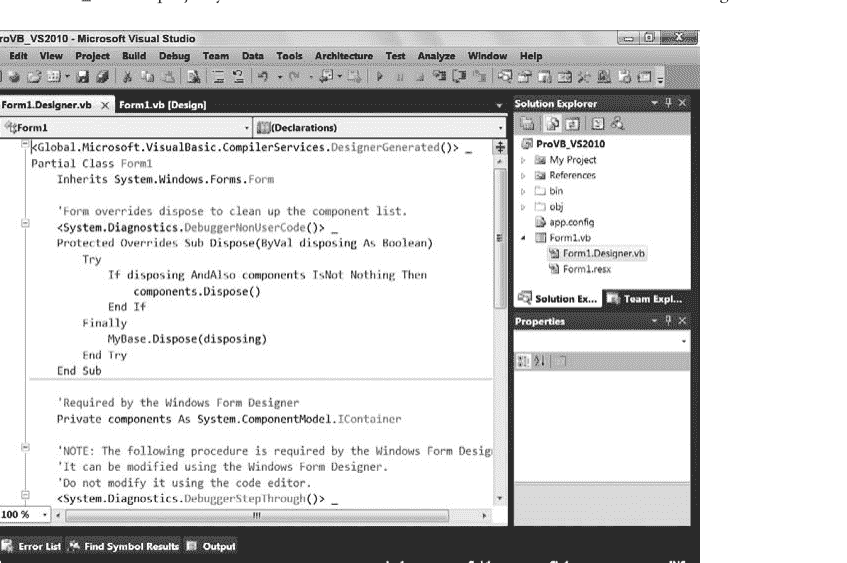 roVB_VS2010 - Microsoft Visual Studio
Edit View Project Build Debug Team Data Tools Architecture Test Analyze Window Help
Form1.Designer.vb Form1.vb [Design]
Form1 (Declarations)
<Global.Microsoft.VisualBasic.CompilerServices.DesignerGenerated()> _
Partial Class Form1
Inherits System.Windows.Forms.Form
'Form overrides dispose to clean up the component list.
<System.Diagnostics.DebuggerNonUserCode()> _
Protected Overrides Sub Dispose(ByVal disposing As Boolean)
Try
If disposing AndAlso components IsNot Nothing Then
components.Dispose()
End If
Finally
MyBase.Dispose(disposing)
End Try
End Sub
'Required by the Windows Form Designer
Private components As System.ComponentModel.IContainer
'NOTE: The following procedure is required by the Windows Form Desig
'It can be modified using the Windows Form Designer.
'Do not modify it using the code editor.
<System.Diagnostics.DebuggerStepThrough()> _
100 %
Error List Find Symbol Results Output
Solution Explorer
ProVB_VS2010
My Project
References
bin
obj
app.config
Form1.vb
Form1.Designer.vb
Form1.resx
Solution Ex... Team Expl...
Properties